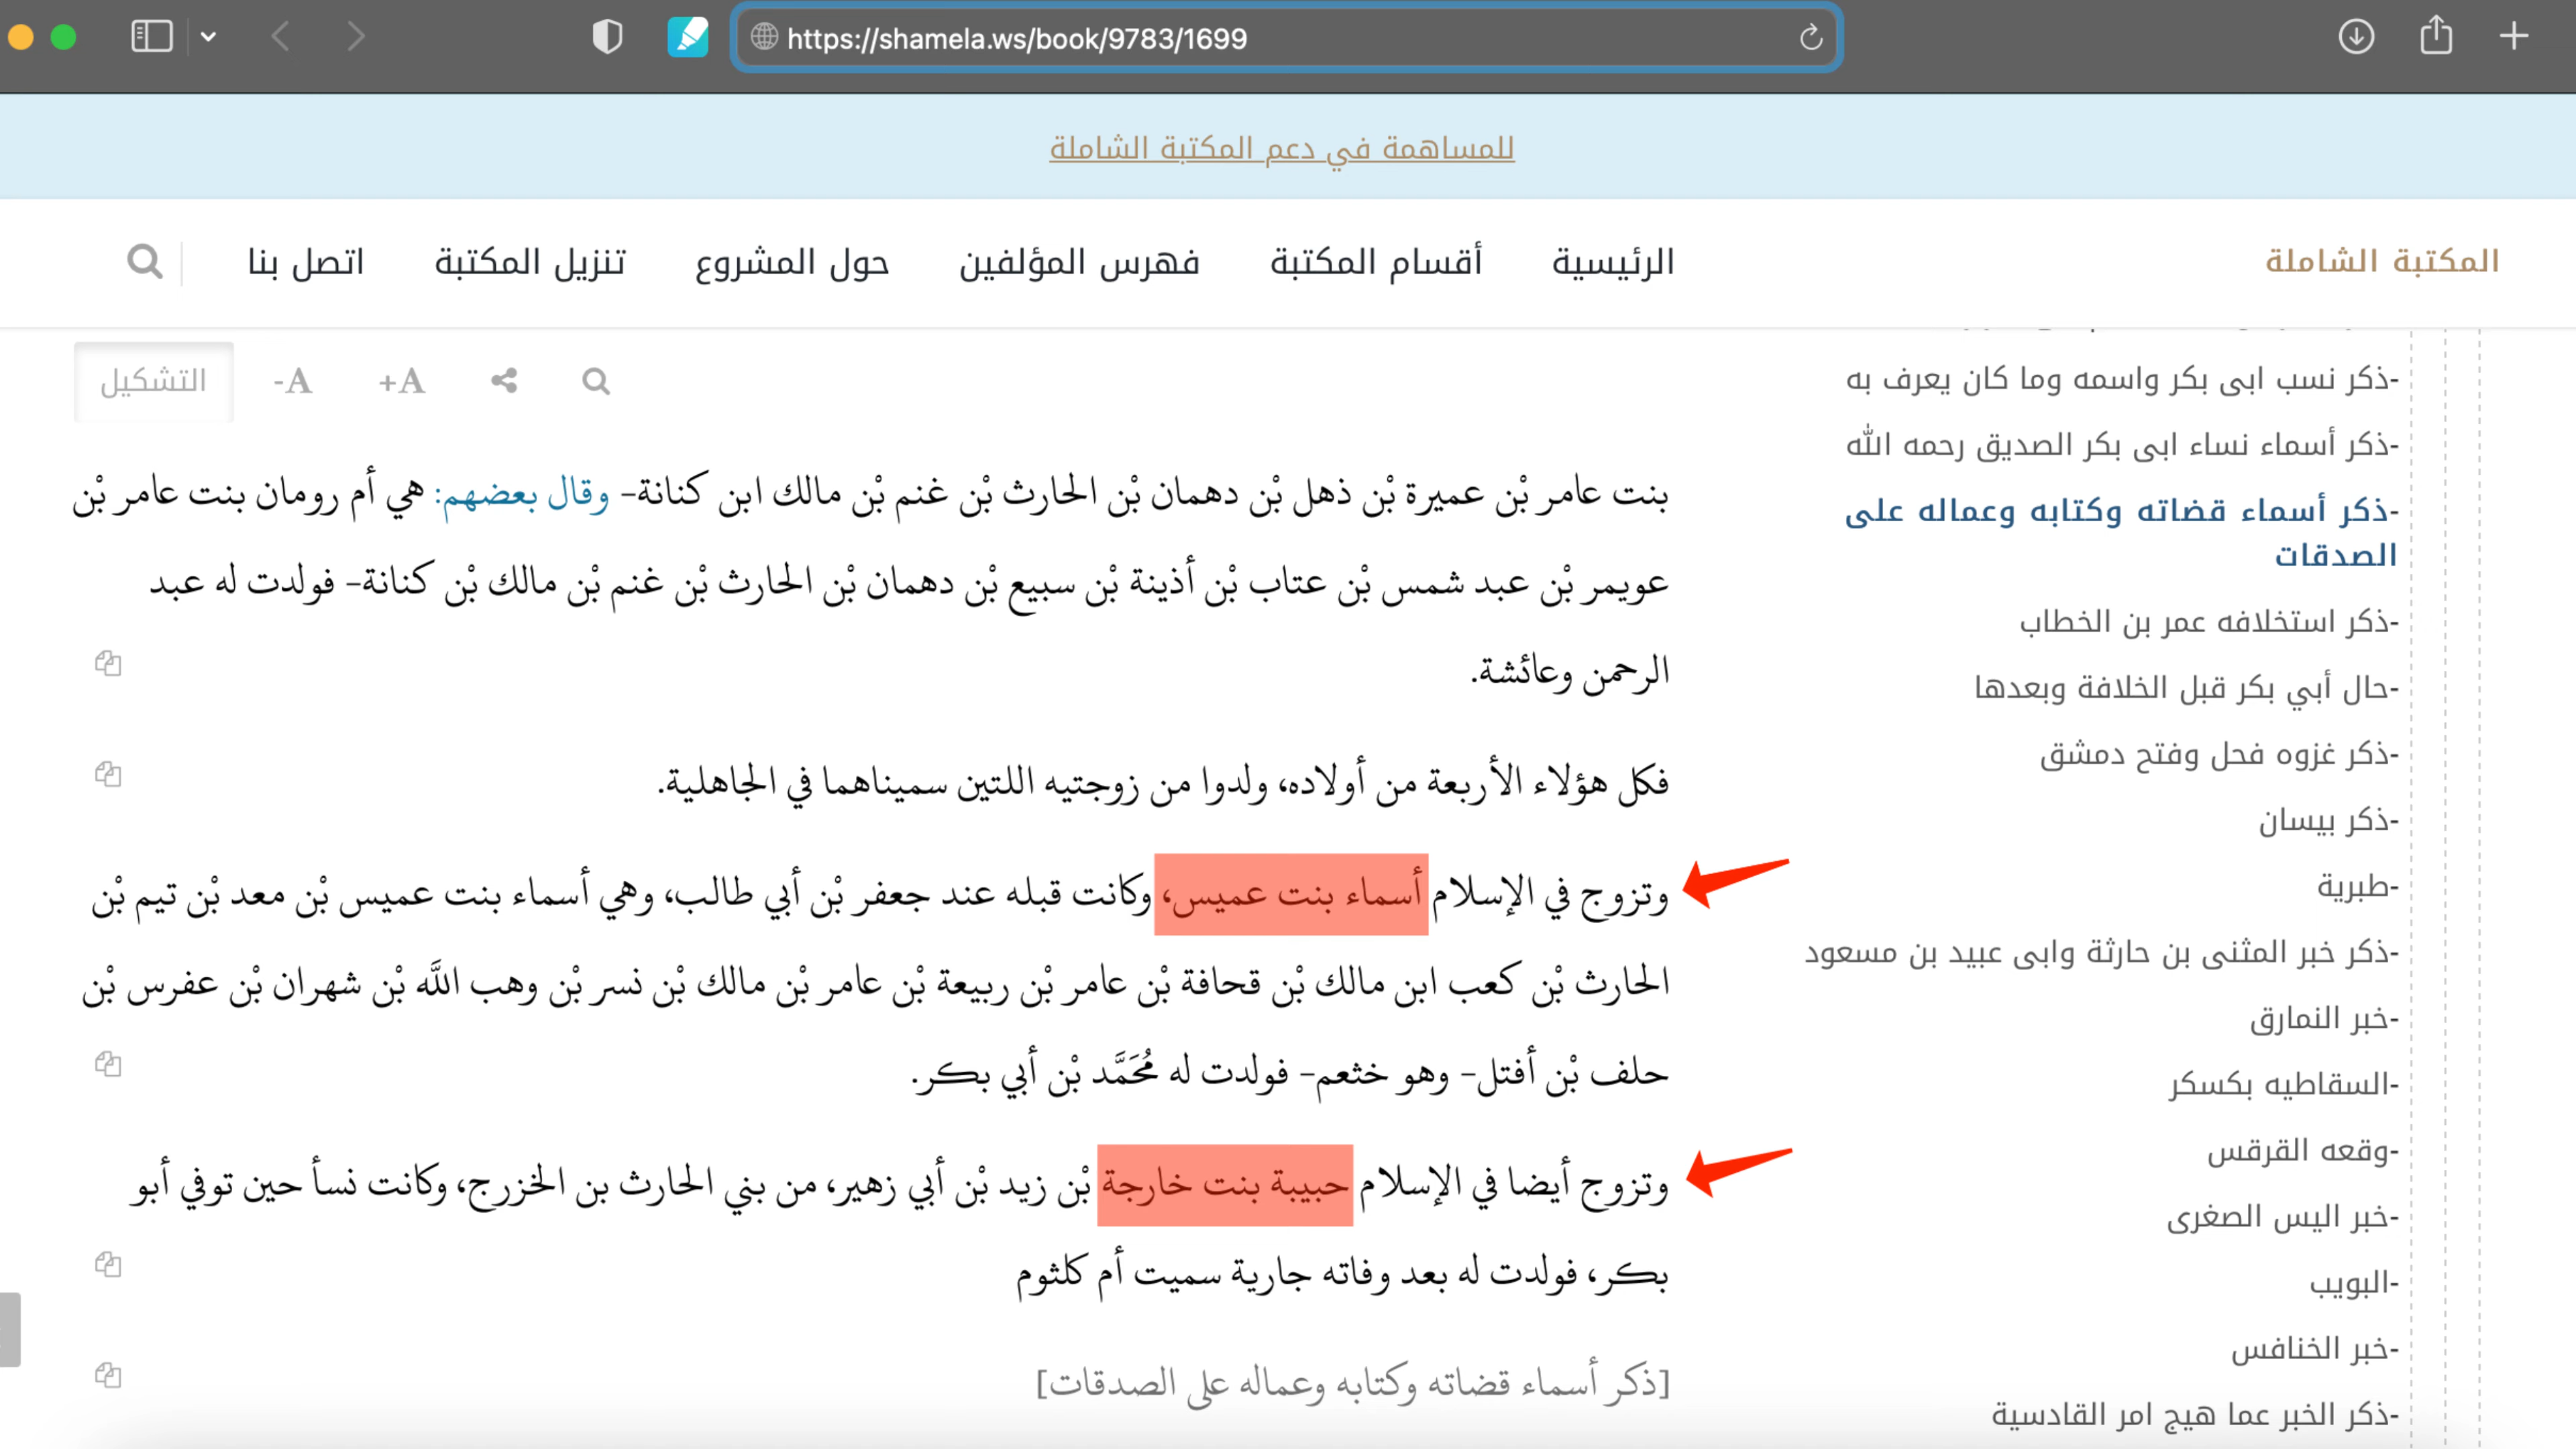 https://shamela.ws/book/9783/1699
للمساهمة في دعم المكتبة الشاملة
المكتبة الشاملة
الرئيسية
أقسام المكتبة
فهرس المؤلفين
حول المشروع
تنزيل المكتبة
اتصل بنا
-ذكر نسب ابى بكر واسمه وما كان يعرف به
-ذكر أسماء نساء ابى بكر الصديق رحمه الله
-ذكر أسماء قضاته وكتابه وعماله على
الصدقات
-ذكر استخلافه عمر بن الخطاب
-حال أبي بكر قبل الخلافة وبعدها
-ذكر غزوه فحل وفتح دمشق
-ذكر بيسان
-طبرية
-ذكر خبر المثنى بن حارثة وابى عبيد بن مسعود
-خبر النمارق
-السقاطيه بكسكر
-وقعه القرقس
-خبر اليس الصغرى
-البويب
-خبر الخنافس
-ذكر الخبر عما هيج امر القادسية
A+
A-
التشكيل
بنت عامر بْن عميرة بْن ذهل بْن دهمان بْن الحارث بْن غنم بْن مالك ابن كنانة- وقال بعضهم: هي أم رومان بنت عامر بْن
عويمر بْن عبد شمس بْن عتاب بْن أذينة بْن سبيع بْن دهمان بْن الحارث بْن غنم بْن مالك بْن كنانة- فولدت له عبد
الرحمن وعائشة.
فكل هؤلاء الأربعة من أولاده، ولدوا من زوجتيه اللتين سميناهما في الجاهلية.
وتزوج في الإسلام أسماء بنت عميس، وكانت قبله عند جعفر بْن أبي طالب، وهي أسماء بنت عميس بْن معد بْن تيم بْن
الحارث بْن كعب ابن مالك بْن قحافة بْن عامر بْن ربيعة بْن عامر بْن مالك بْن نسر بْن وهب اللَّه بْن شهران بْن عفرس بْن
حلف بْن أفتل- وهو خثعم- فولدت له مُحَمَّد بْن أبي بكر.
وتزوج أيضا في الإسلام حبيبة بنت خارجة بْن زيد بْن أبي زهير، من بني الحارث بن الخزرج، وكانت نسأ حين توفي أبو
بكر، فولدت له بعد وفاته جارية سميت أم كلثوم
[ذكر أسماء قضاته وكتابه وعماله على الصدقات]